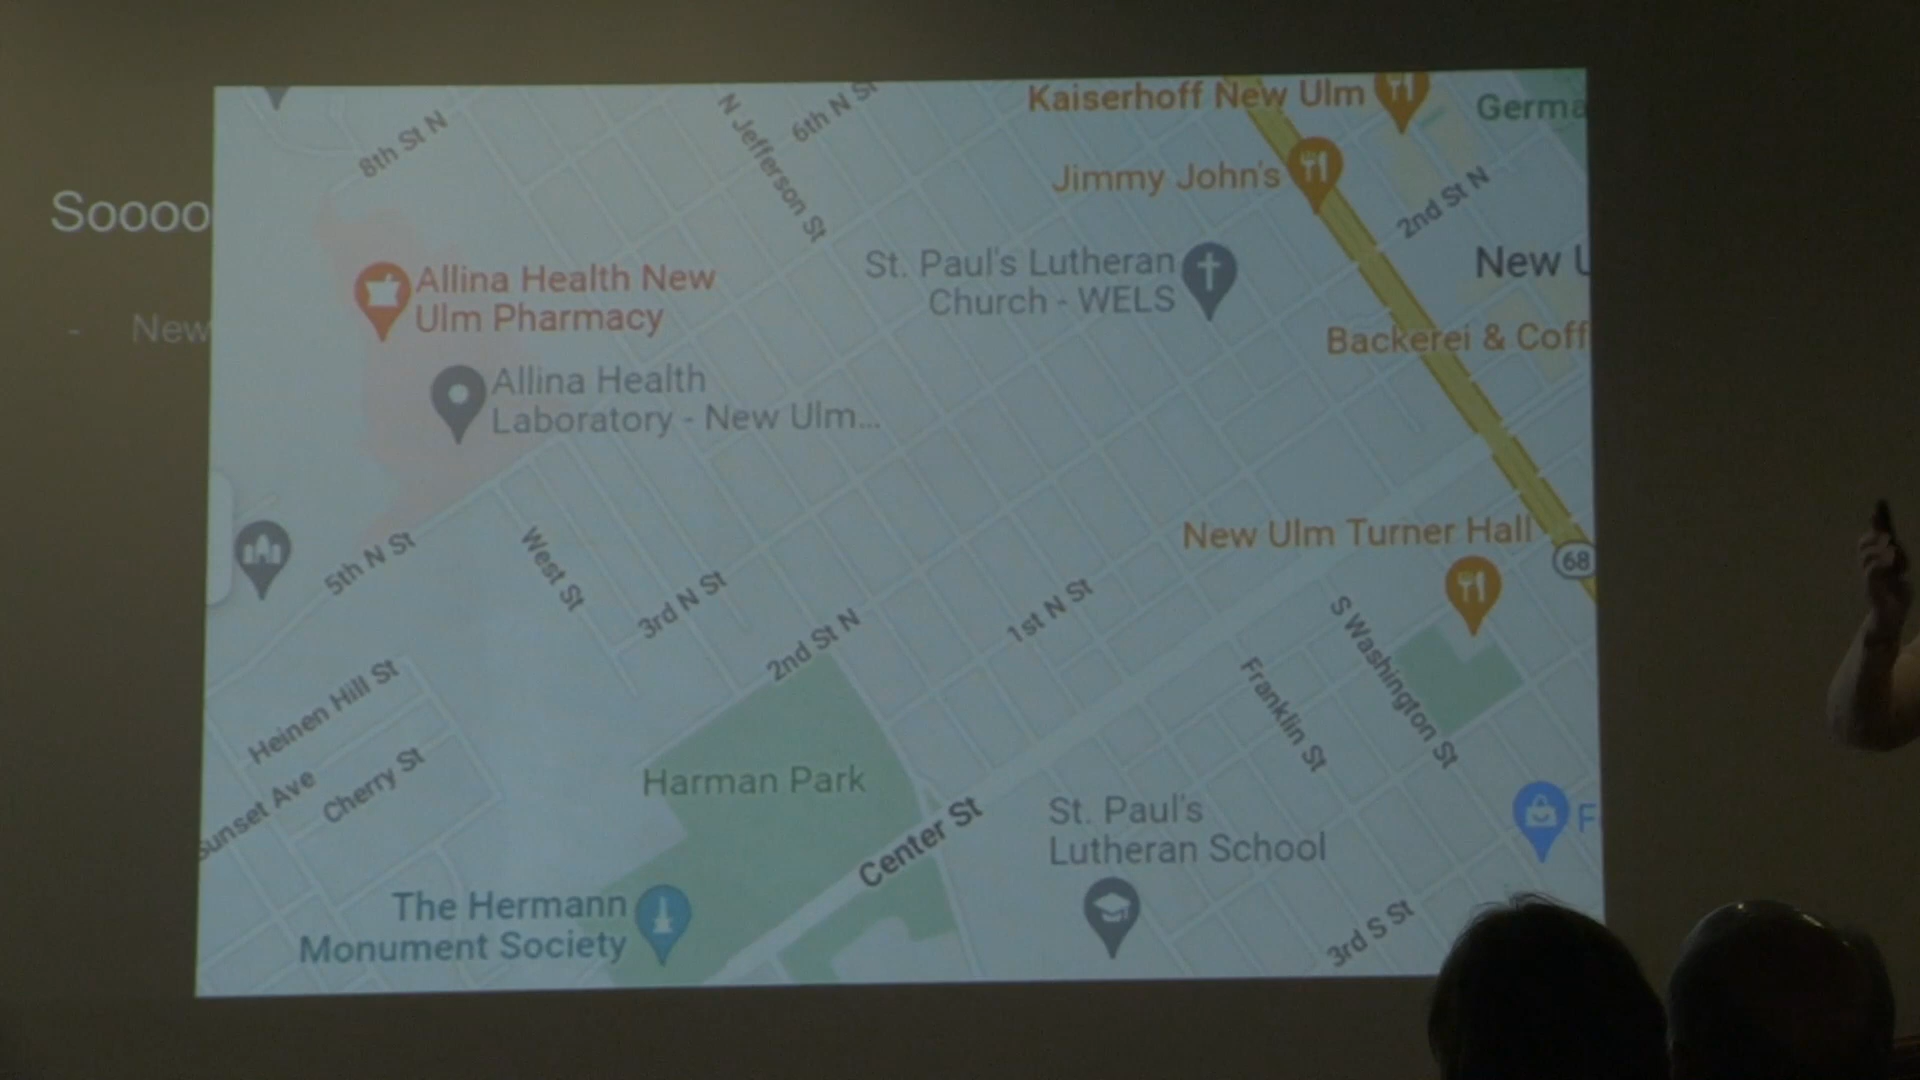 Soooo
- New
8th St N
N Jefferson St
6th N St
Kaiserhoff New Ulm
Germa
Jimmy John's
2nd St N
Allina Health New
Ulm Pharmacy
St. Paul's Lutheran
Church - WELS
New U
Backerei & Coff
Allina Health
Laboratory - New Ulm...
New Ulm Turner Hall
68
5th N St
West St
3rd N St
2nd St N
1st N St
S Washington St
Franklin St
Heinen Hill St
Sunset Ave
Cherry St
Harman Park
Center St
St. Paul's
Lutheran School
F
The Hermann
Monument Society
3rd S St